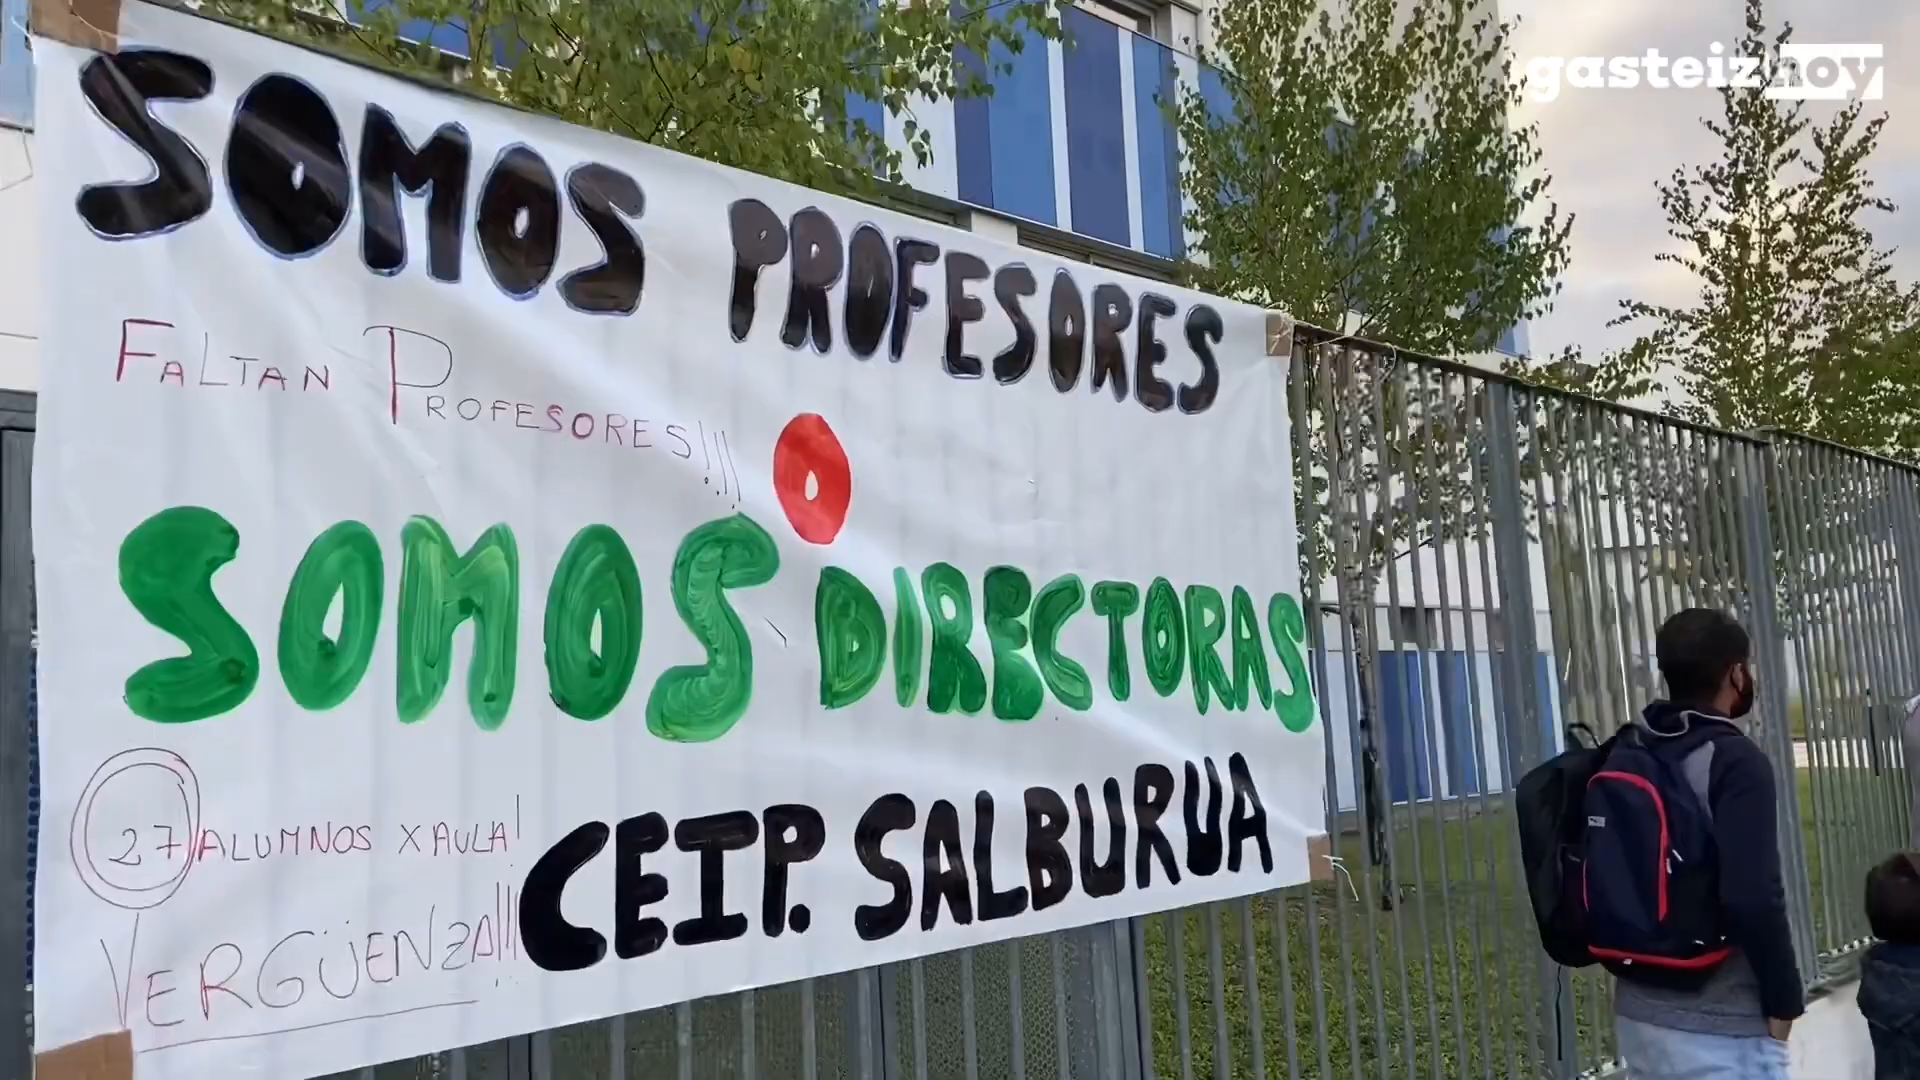 gasteiz hoy
SOMOS PROFESORES
FALTAN PROFESORES!!!
O
SOMOS DIRECTORAS
27 ALUMNOS X AULA!
CEIP. SALBURUA
VERGÜENZA!!!